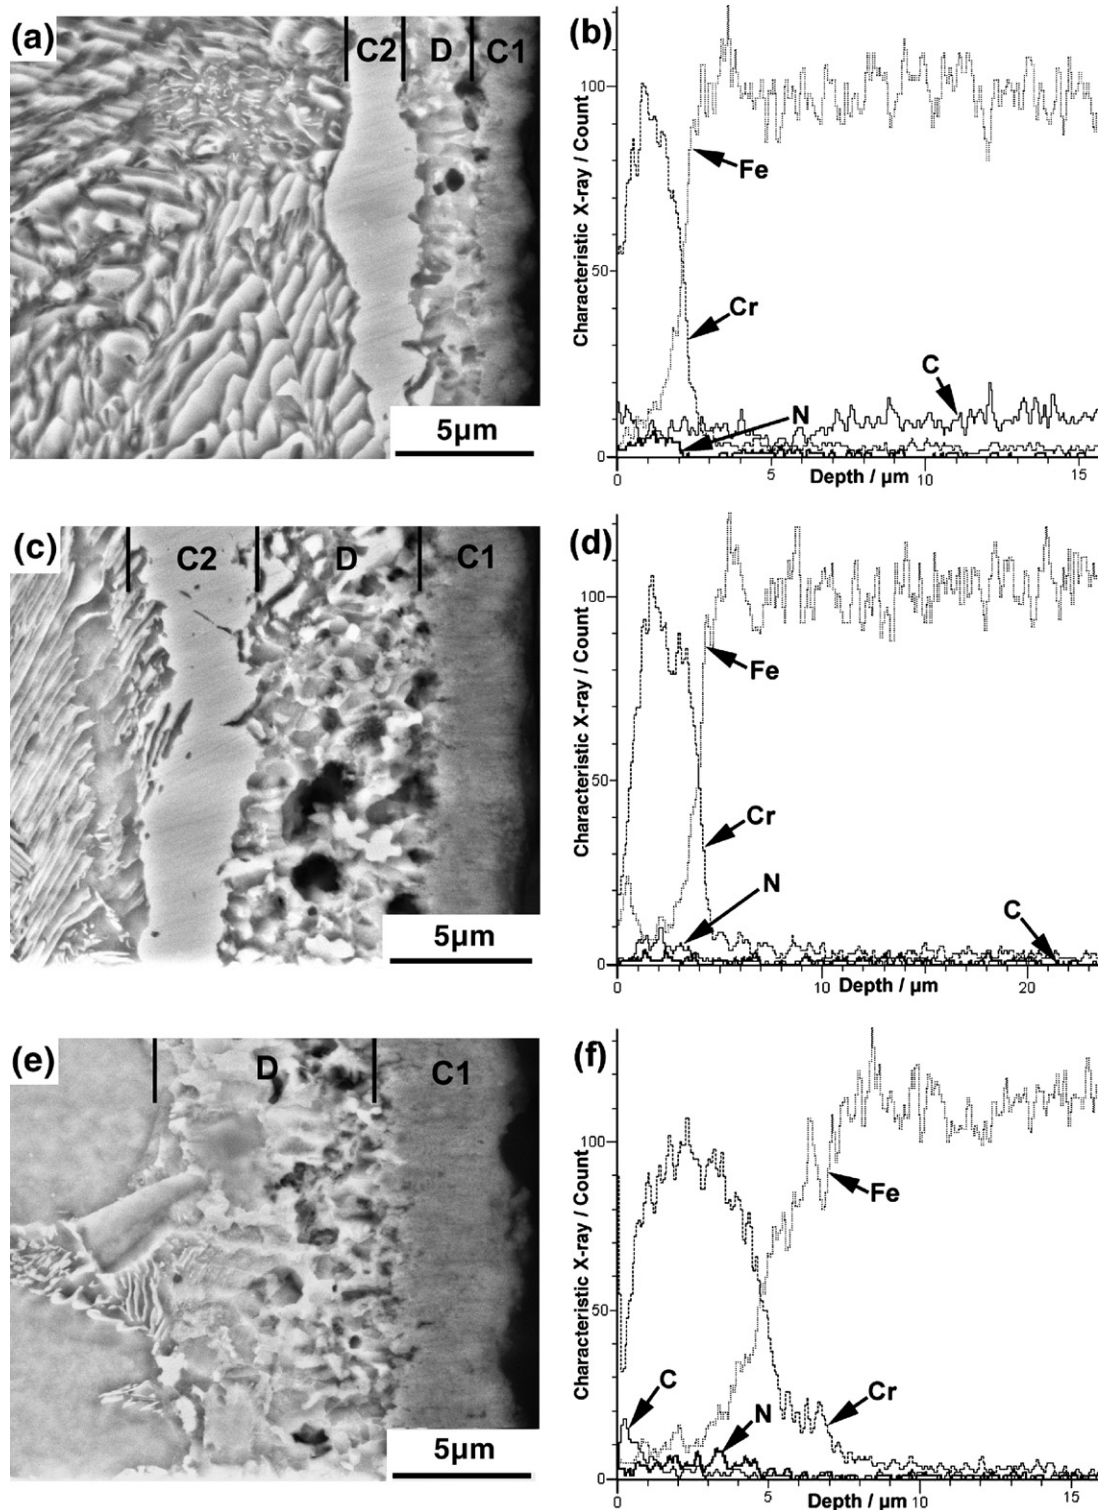 (a)
C2 D C1
5μm
(b)
Characteristic X-ray / Count
100
50
0
Fe
Cr
C
N
0 5 10 15
Depth / μm
(c)
C2 D C1
5μm
(d)
Characteristic X-ray / Count
100
50
0
Fe
Cr
N
C
0 10 20
Depth / μm
(e)
D C1
5μm
(f)
Characteristic X-ray / Count
100
50
0
Fe
C
N
Cr
0 5 10 15
Depth / μm